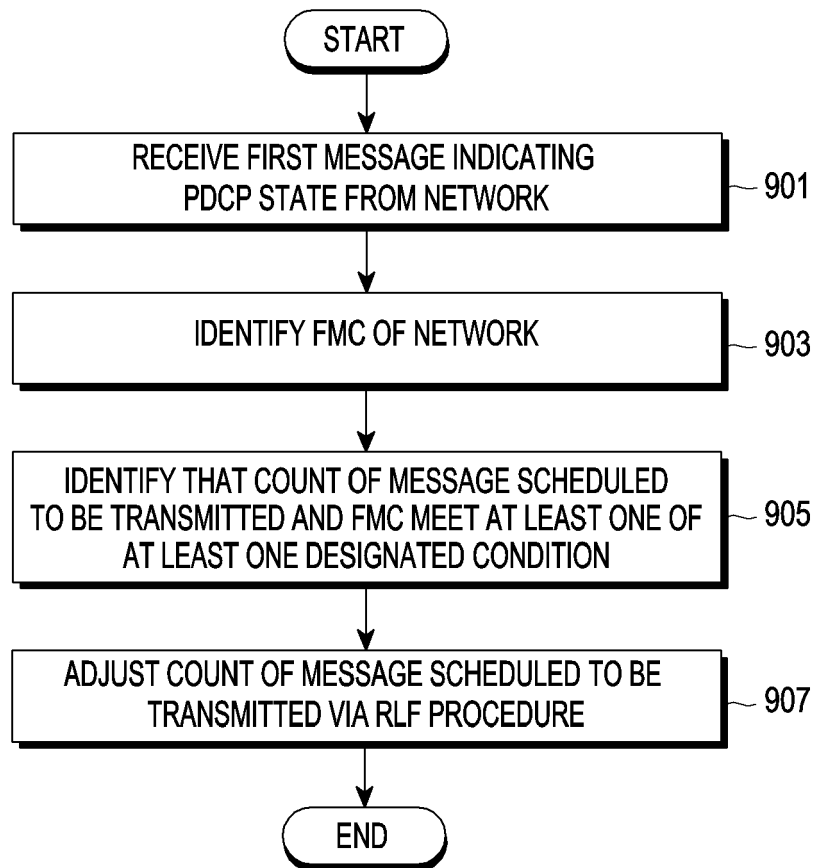 START
RECEIVE FIRST MESSAGE INDICATING
PDCP STATE FROM NETWORK
901
IDENTIFY FMC OF NETWORK
903
IDENTIFY THAT COUNT OF MESSAGE SCHEDULED
TO BE TRANSMITTED AND FMC MEET AT LEAST ONE OF
AT LEAST ONE DESIGNATED CONDITION
905
ADJUST COUNT OF MESSAGE SCHEDULED TO BE
TRANSMITTED VIA RLF PROCEDURE
907
END